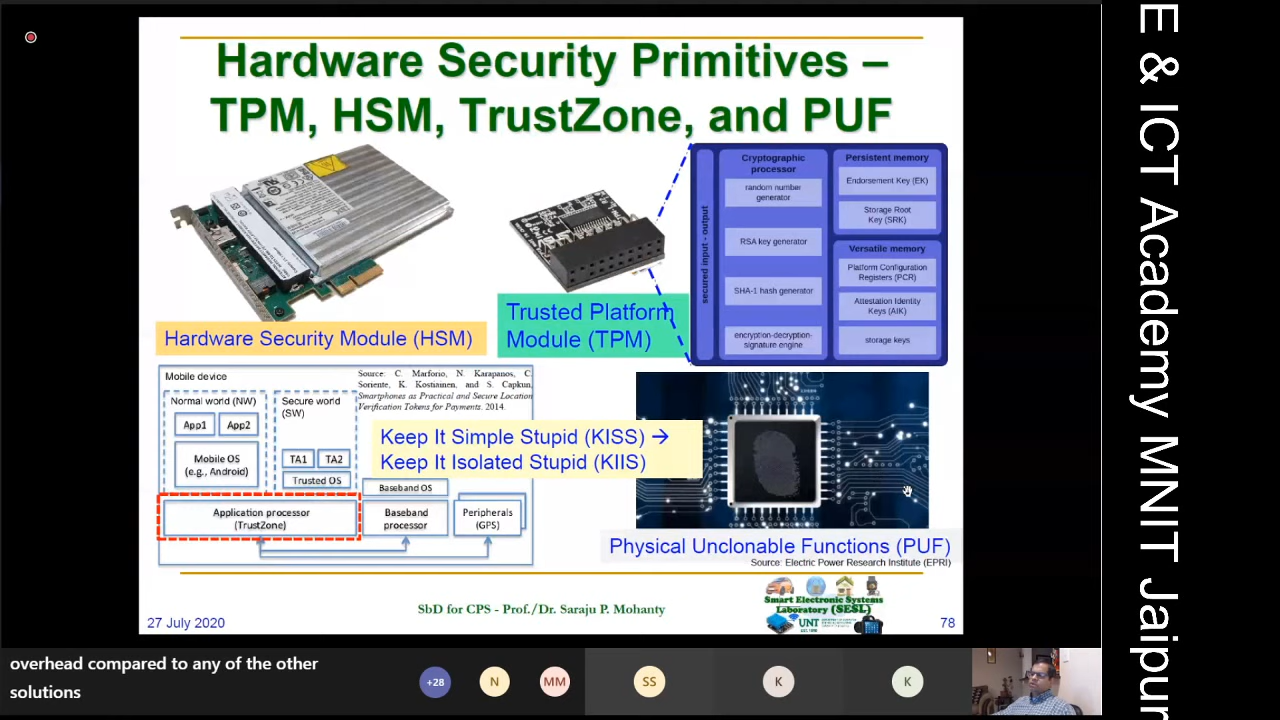 Hardware Security Primitives –
TPM, HSM, TrustZone, and PUF
Hardware Security Module (HSM)
Trusted Platform
Module (TPM)
secured input - output
Cryptographic
processor
random number
generator
RSA key generator
SHA-1 hash generator
encryption-decryption-
signature engine
Persistent memory
Endorsement Key (EK)
Storage Root
Key (SRK)
Versatile memory
Platform Configuration
Registers (PCR)
Attestation Identity
Keys (AIK)
storage keys
Mobile device
Normal world (NW)
App1
App2
Mobile OS
(e.g., Android)
Secure world
(SW)
TA1
TA2
Trusted OS
Application processor
(TrustZone)
Baseband OS
Baseband
processor
Peripherals
(GPS)
Source: C. Marforio, N. Karapanos, C.
Soriente, K. Kostiainen, and S. Capkun,
Smartphones as Practical and Secure Location
Verification Tokens for Payments. 2014.
Keep It Simple Stupid (KISS) →
Keep It Isolated Stupid (KIIS)
Physical Unclonable Functions (PUF)
Source: Electric Power Research Institute (EPRI)
27 July 2020
SbD for CPS - Prof./Dr. Saraju P. Mohanty
Smart Electronic Systems
Laboratory (SESL)
UNT
78
overhead compared to any of the other
solutions
+28
N
MM
SS
K
K
E & ICT Academy MNIT Jaipur